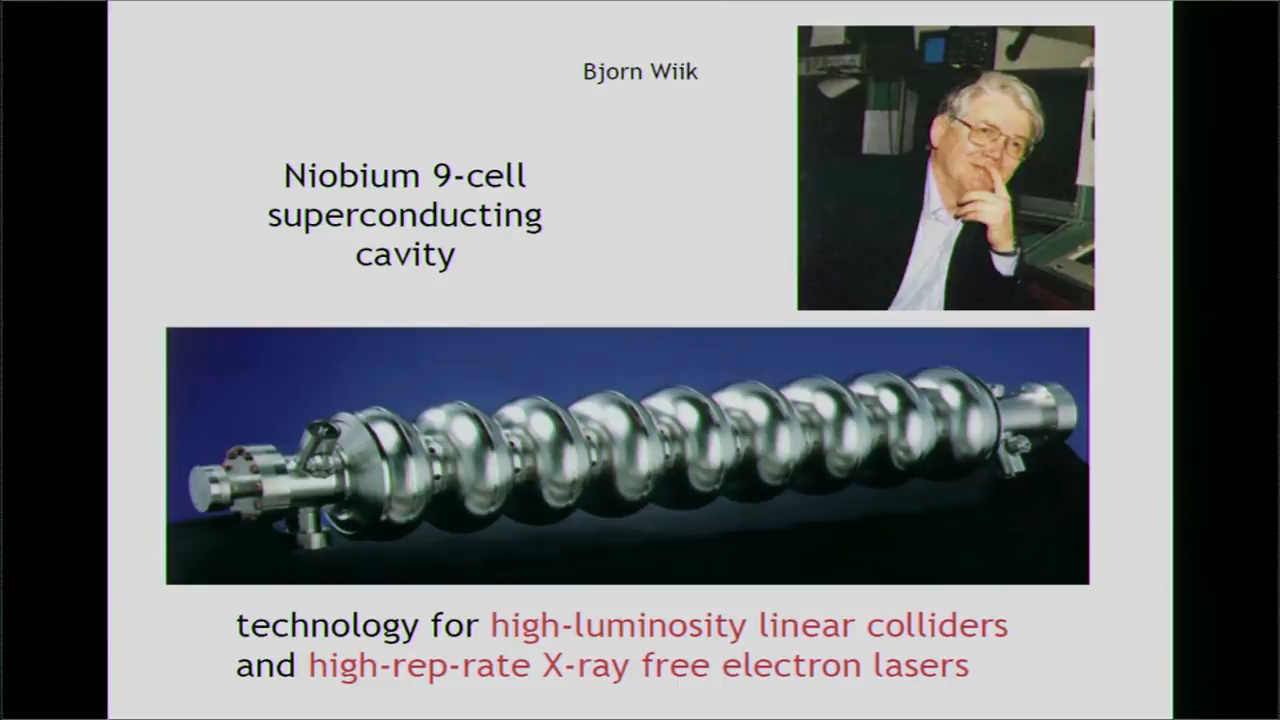 Bjorn Wiik
Niobium 9-cell
superconducting
cavity
technology for high-luminosity linear colliders
and high-rep-rate X-ray free electron lasers